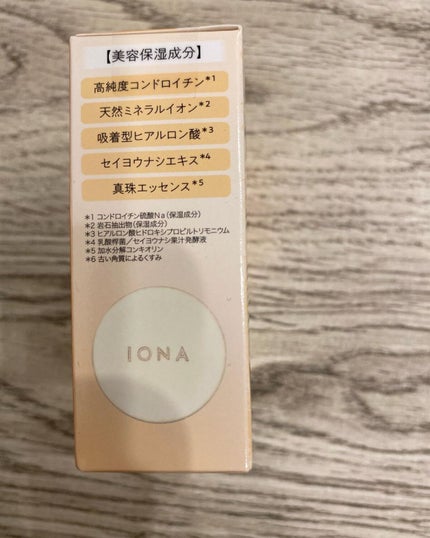 【美容保湿成分】
高純度コンドロイチン*1
天然ミネラルイオン*2
吸着型ヒアルロン酸*3
セイヨウナシエキス*4
真珠エッセンス*5
*1 コンドロイチン硫酸Na（保湿成分）
*2 岩石抽出物（保湿成分）
*3 ヒアルロン酸ヒドロキシプロピルトリモニウム
*4 乳酸桿菌／セイヨウナシ果汁発酵液
*5 加水分解コンキオリン
*6 古い角質によるくすみ
IONA